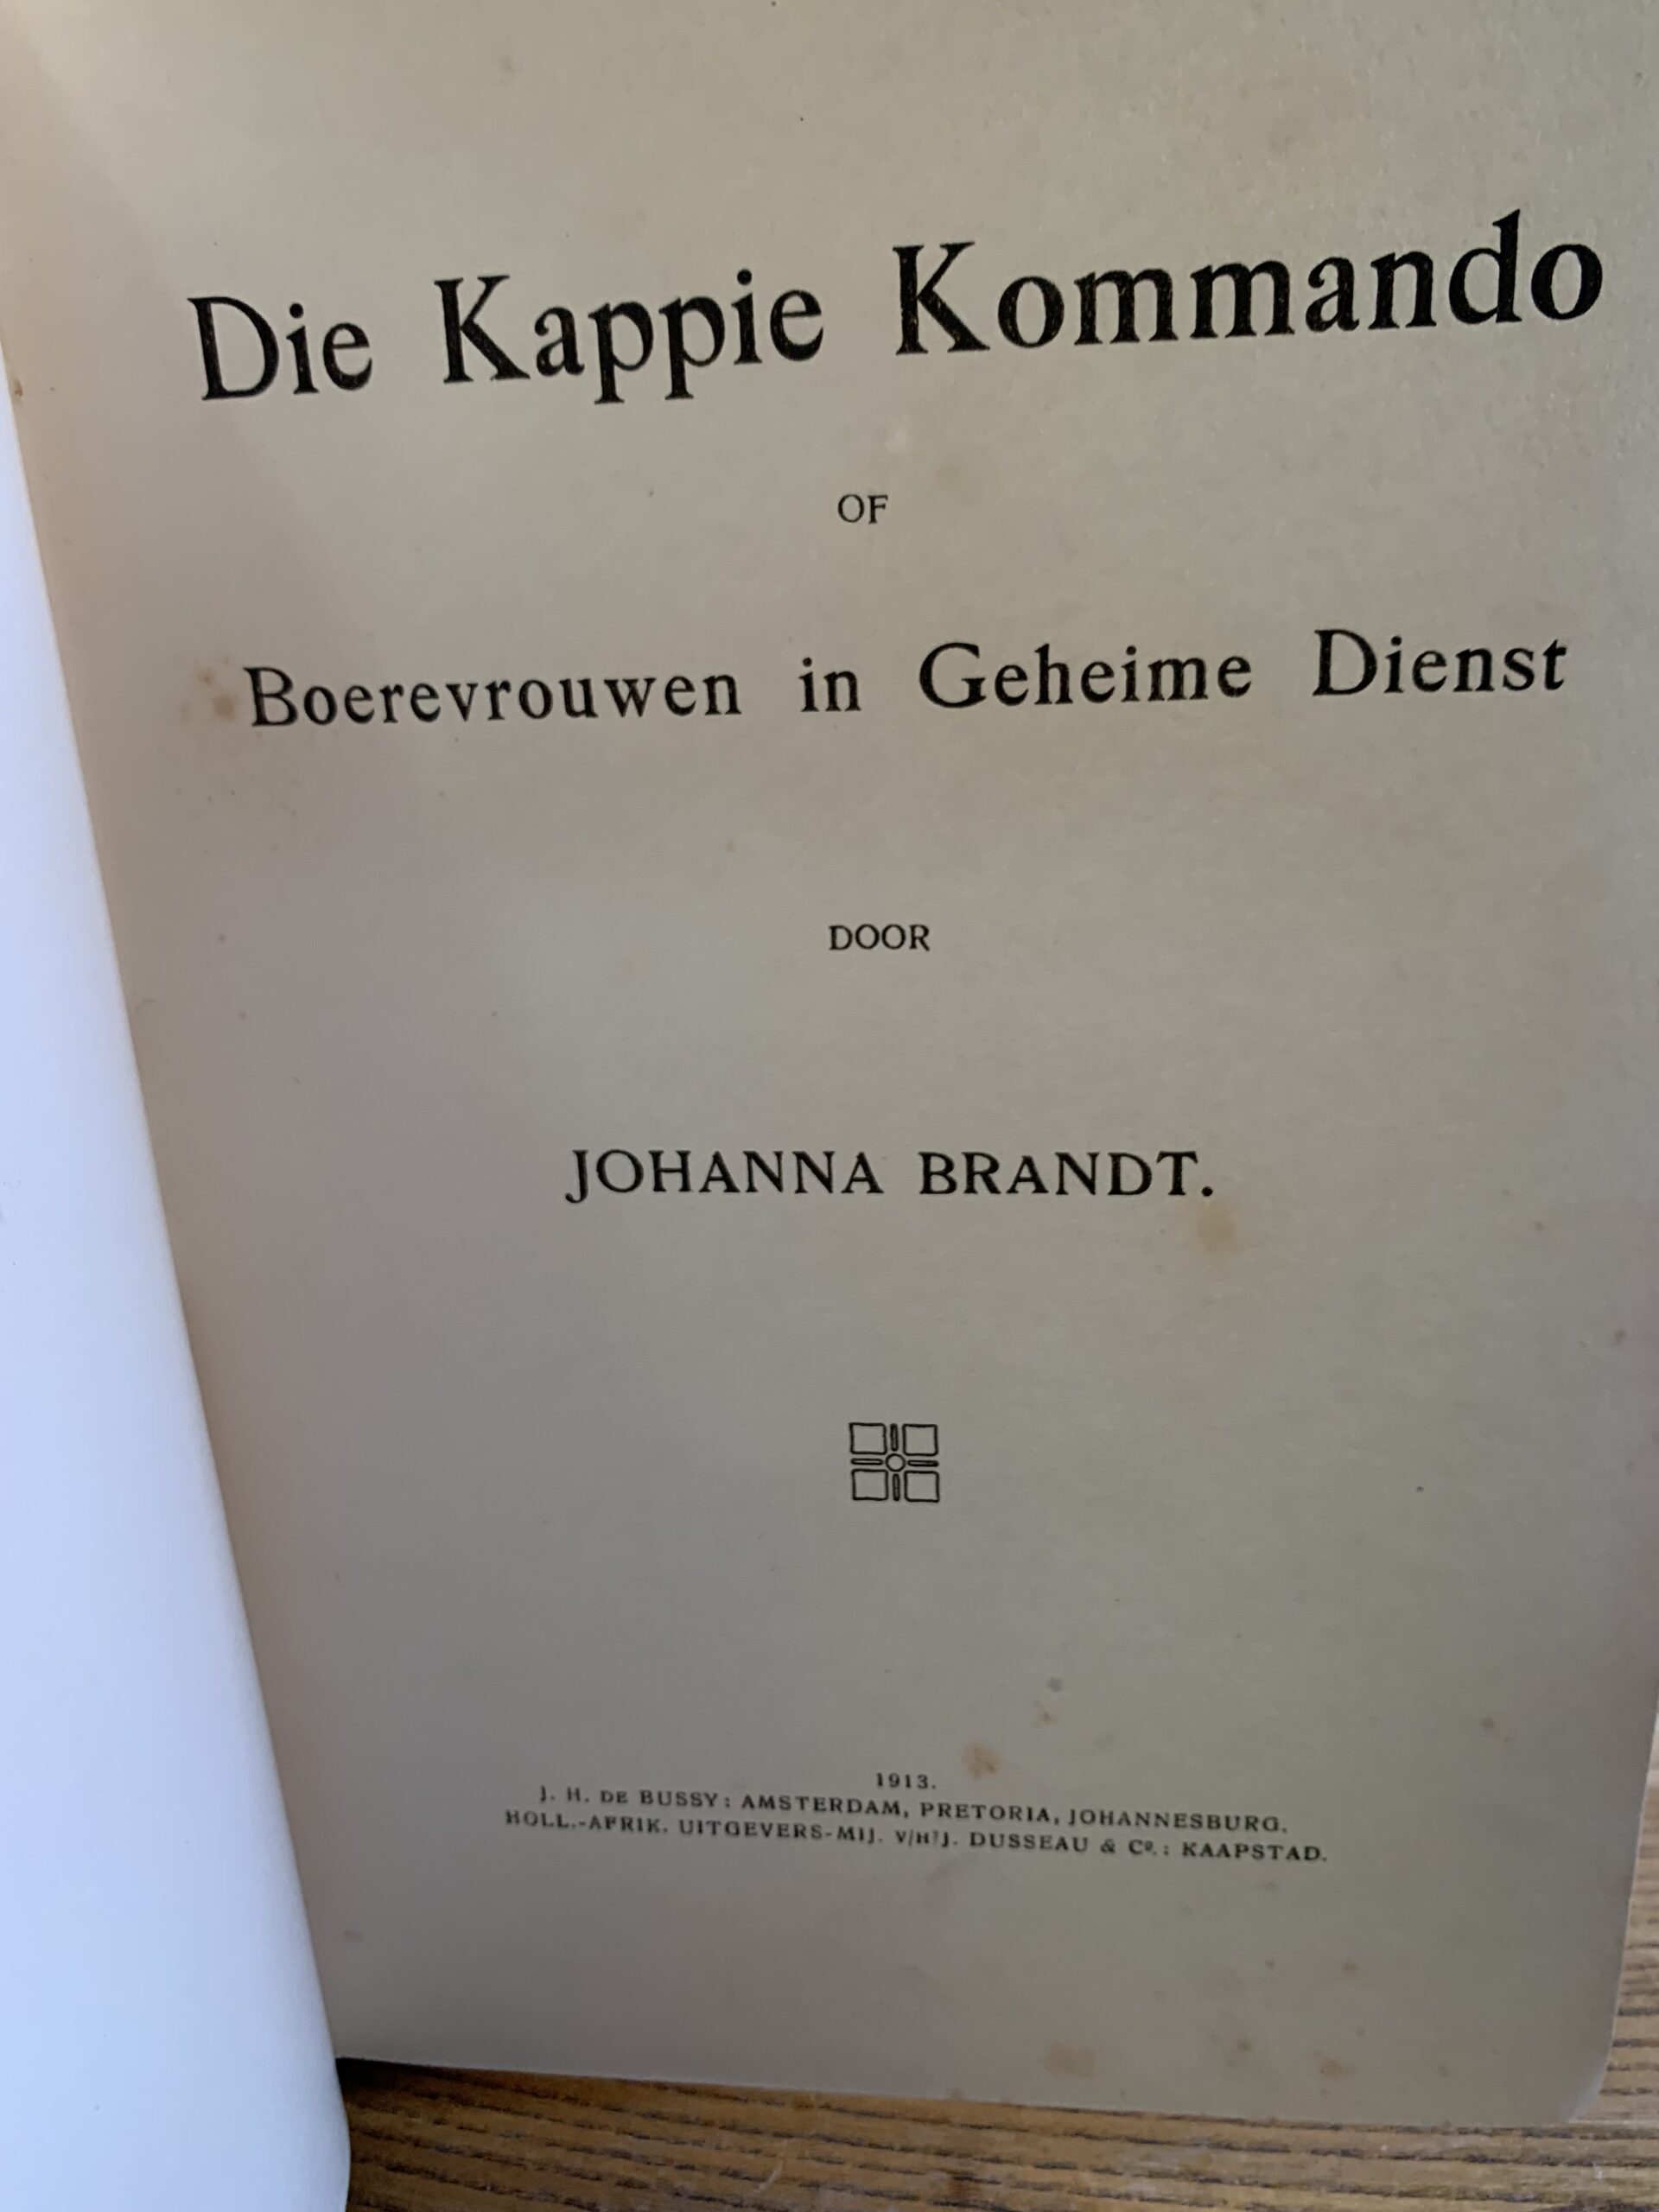 Die Kappie Kommando
OF
Boerevrouwen in Geheime Dienst
DOOR
JOHANNA BRANDT.
1913.
J. H. DE BUSSY: AMSTERDAM, PRETORIA, JOHANNESBURG.
HOLL.-AFRIK. UITGEVERS-MIJ. V/H J. DUSSEAU & Co.: KAAPSTAD.